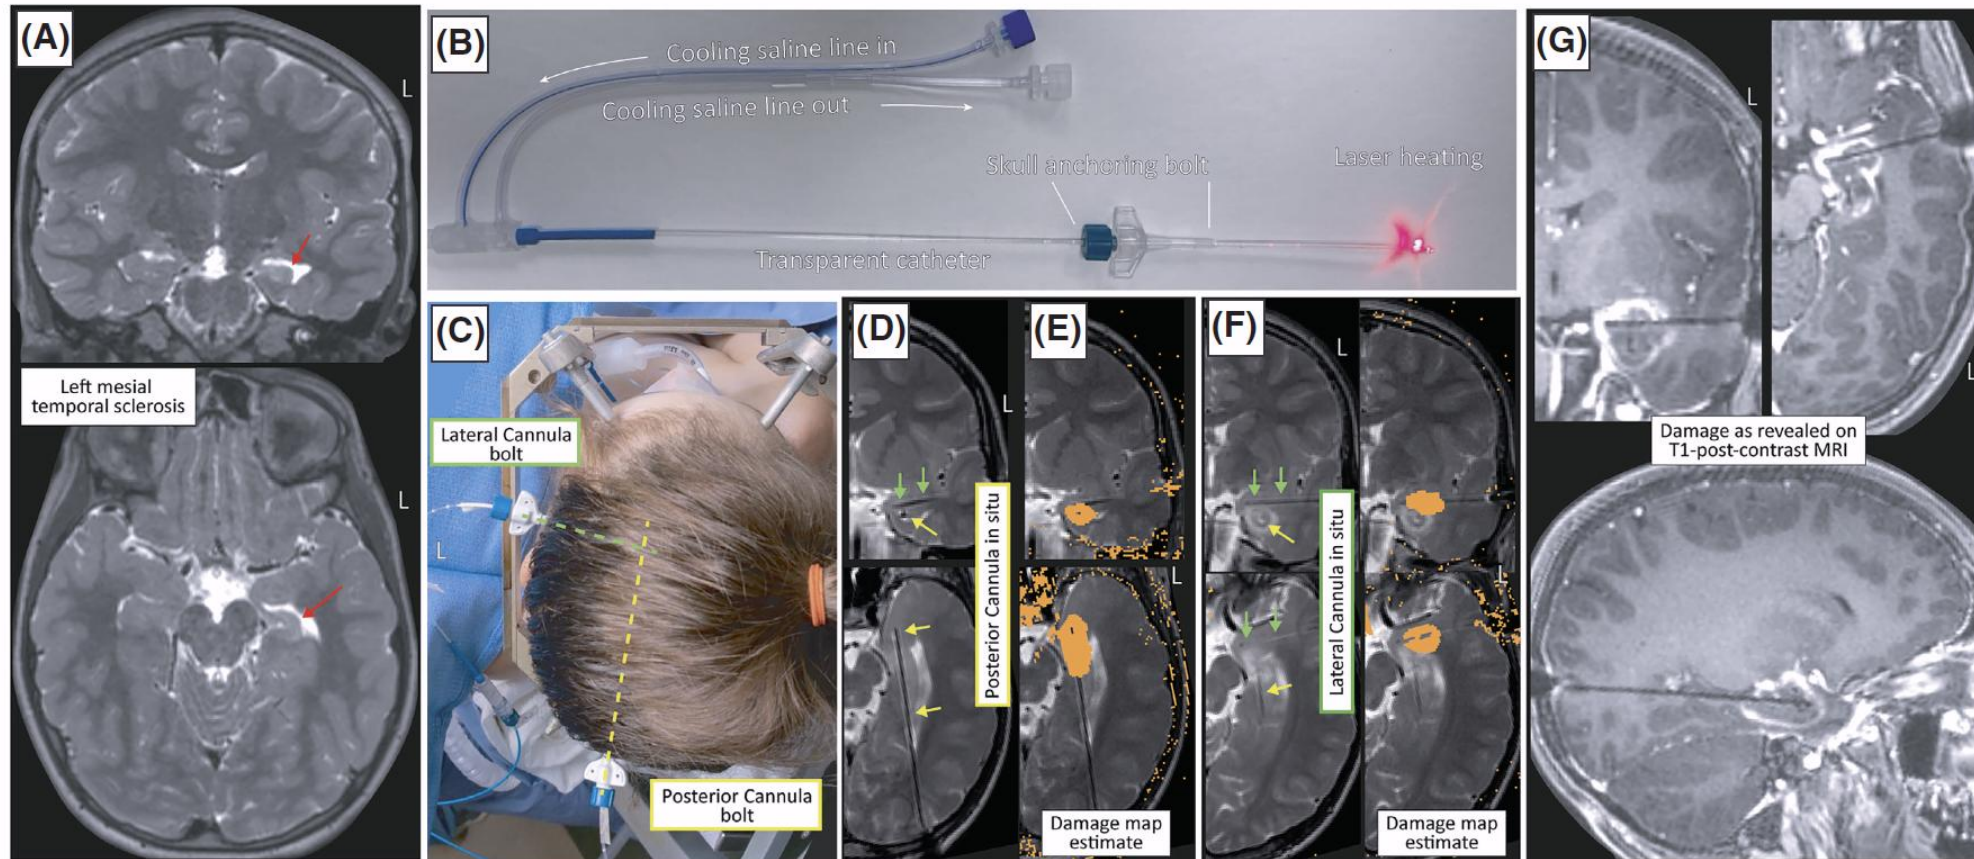 (A)
L
Left mesial
temporal sclerosis
L
(B)
Cooling saline line in
Cooling saline line out
Skull anchoring bolt
Laser heating
Transparent catheter
(C)
Lateral Cannula
bolt
L
Posterior Cannula
bolt
(D)
L
Posterior Cannula in situ
(E)
L
Damage map
estimate
(F)
L
Lateral Cannula in situ
L
Damage map
estimate
(G)
L
L
Damage as revealed on
T1-post-contrast MRI